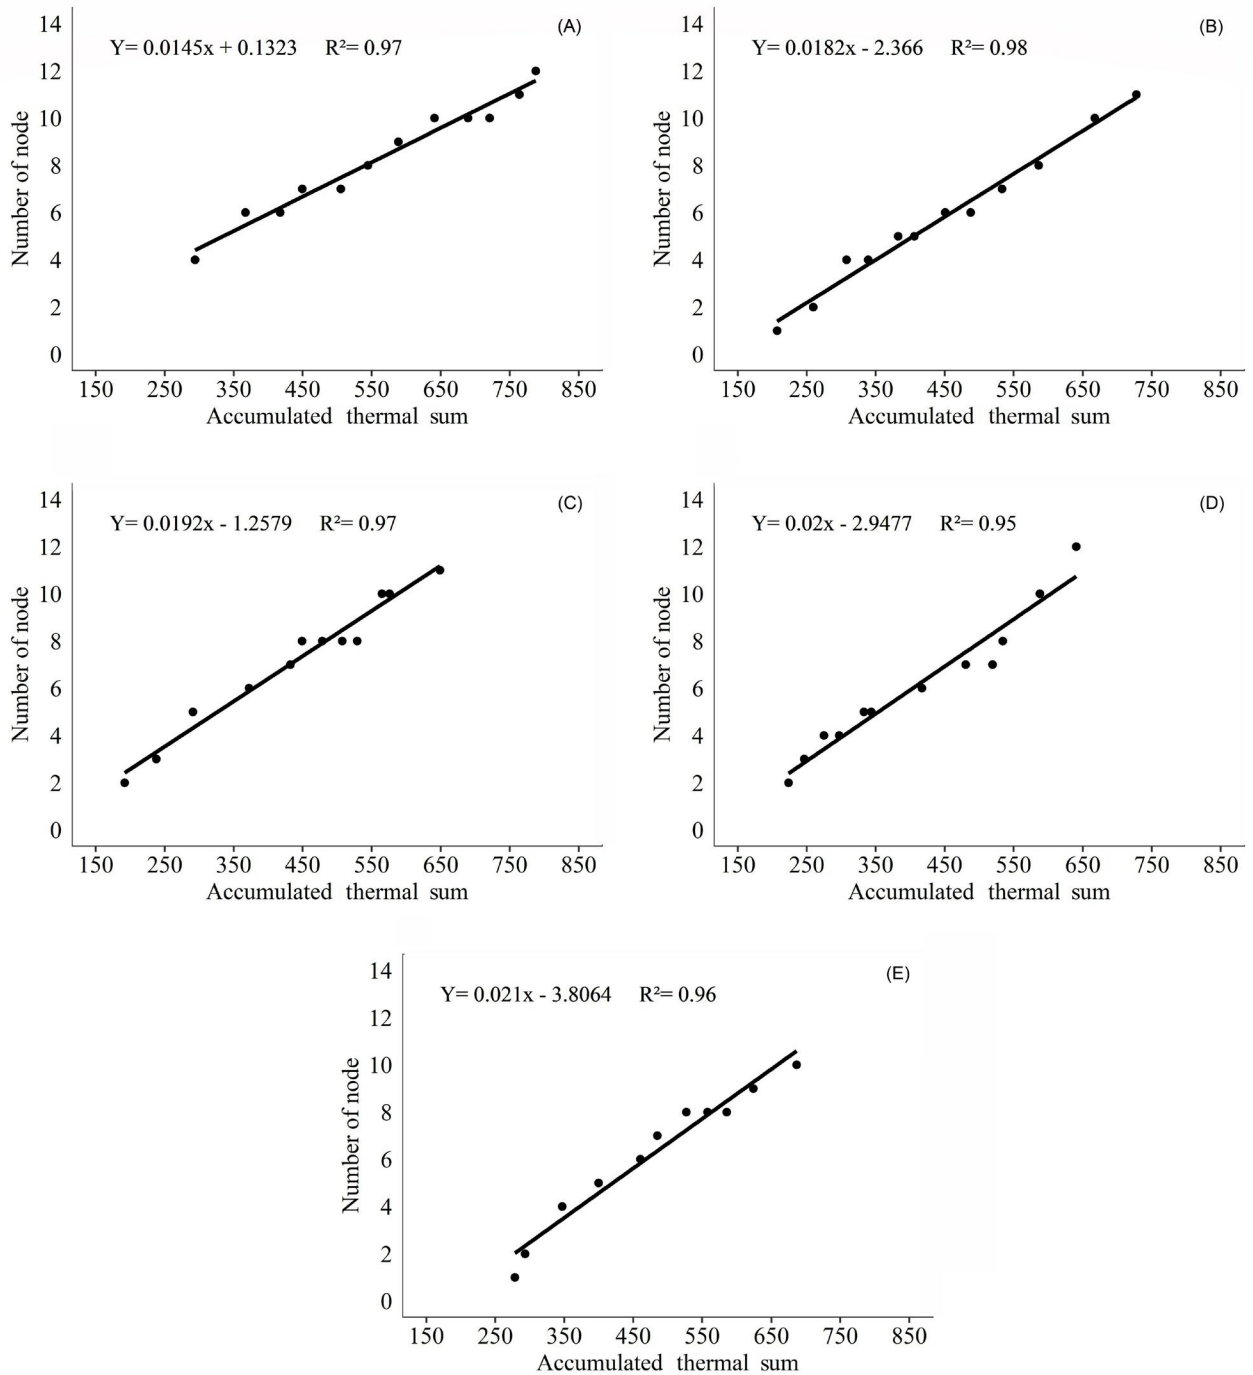 (A)
Y= 0.0145x + 0.1323 R²= 0.97
14
12
10
8
6
4
2
0
Number of node
150 250 350 450 550 650 750 850
Accumulated thermal sum
(B)
Y= 0.0182x - 2.366 R²= 0.98
14
12
10
8
6
4
2
0
Number of node
150 250 350 450 550 650 750 850
Accumulated thermal sum
(C)
Y= 0.0192x - 1.2579 R²= 0.97
14
12
10
8
6
4
2
0
Number of node
150 250 350 450 550 650 750 850
Accumulated thermal sum
(D)
Y= 0.02x - 2.9477 R²= 0.95
14
12
10
8
6
4
2
0
Number of node
150 250 350 450 550 650 750 850
Accumulated thermal sum
(E)
Y= 0.021x - 3.8064 R²= 0.96
14
12
10
8
6
4
2
0
Number of node
150 250 350 450 550 650 750 850
Accumulated thermal sum